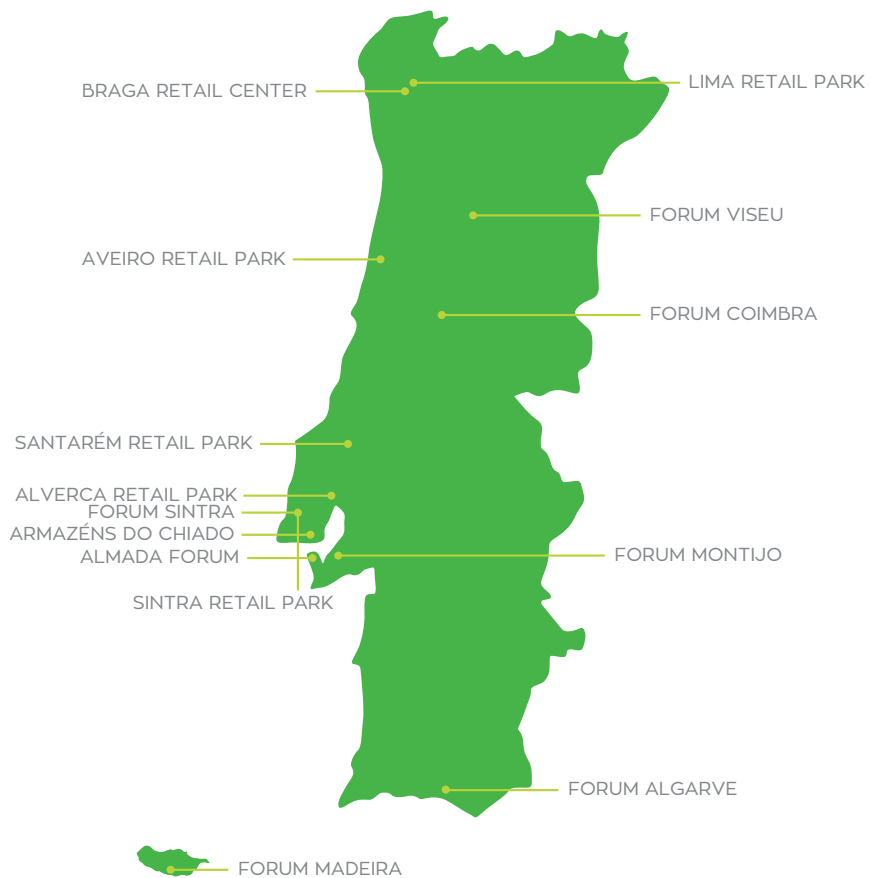 LIMA RETAIL PARK
BRAGA RETAIL CENTER
FORUM VISEU
AVEIRO RETAIL PARK
FORUM COIMBRA
SANTARÉM RETAIL PARK
ALVERCA RETAIL PARK
FORUM SINTRA
ARMAZÉNS DO CHIADO
ALMADA FORUM
FORUM MONTIJO
SINTRA RETAIL PARK
FORUM ALGARVE
FORUM MADEIRA